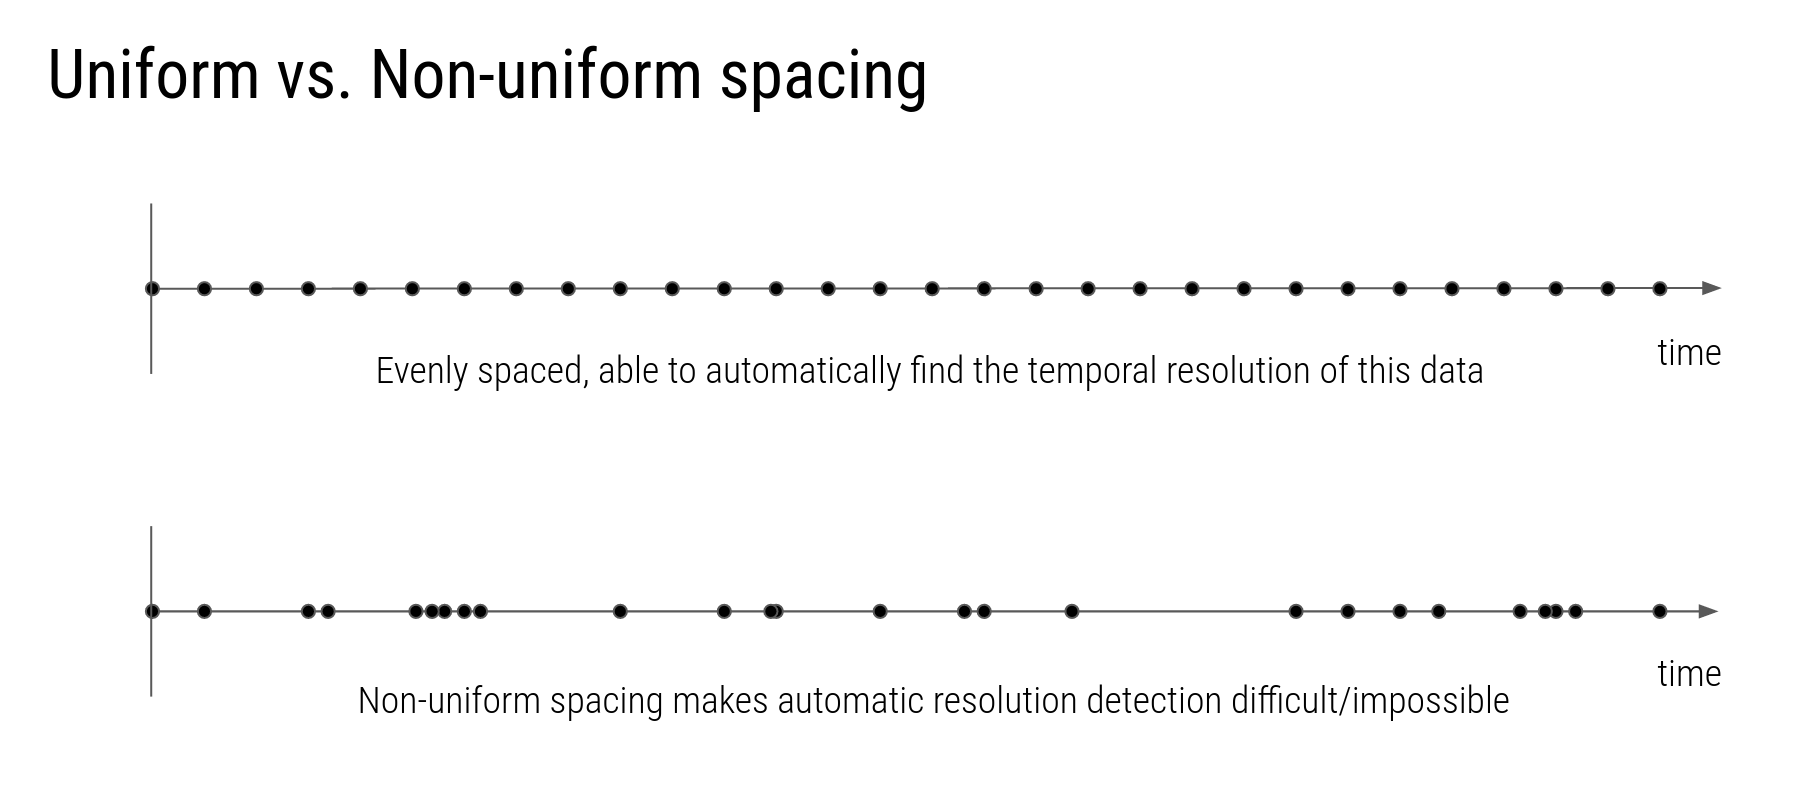 Uniform vs. Non-uniform spacing
time
Evenly spaced, able to automatically find the temporal resolution of this data
time
Non-uniform spacing makes automatic resolution detection difficult/impossible